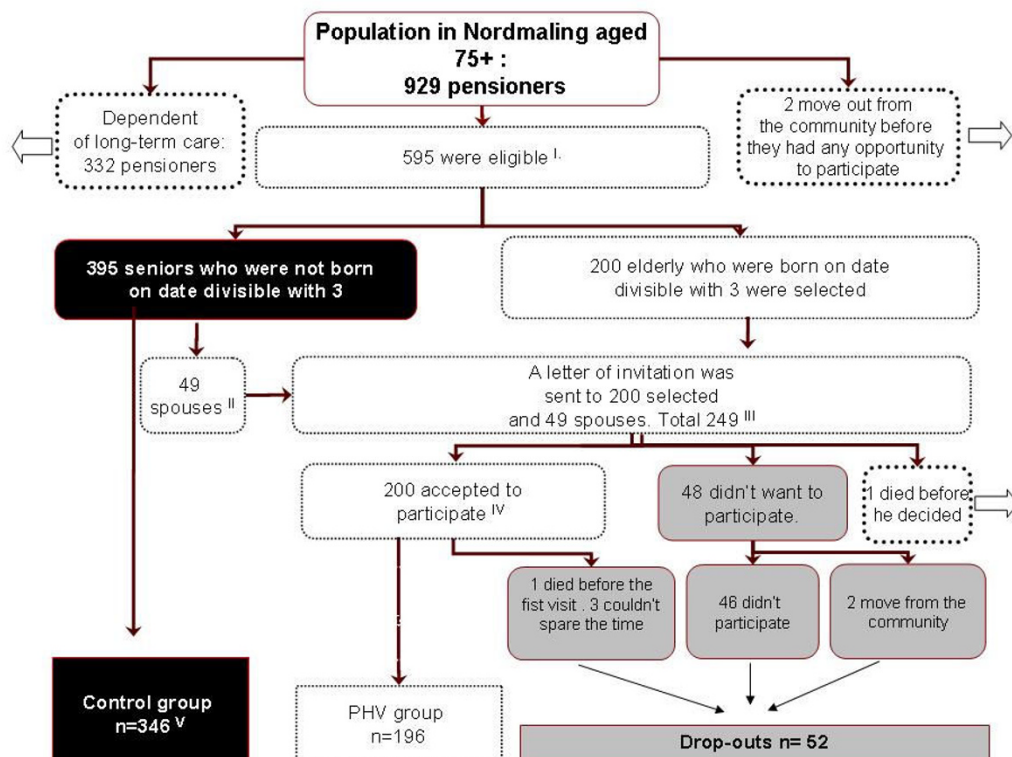 Population in Nordmaling aged
75+ :
929 pensioners
Dependent
of long-term care:
332 pensioners
595 were eligible I.
2 move out from
the community before
they had any opportunity
to participate
395 seniors who were not born
on date divisible with 3
200 elderly who were born on date
divisible with 3 were selected
49
spouses II
A letter of invitation was
sent to 200 selected
and 49 spouses. Total 249 III
200 accepted to
participate IV
48 didn't want to
participate.
1 died before
he decided
1 died before the
fist visit . 3 couldn't
spare the time
46 didn't
participate
2 move from the
community
Control group
n=346 V
PHV group
n=196
Drop-outs n= 52